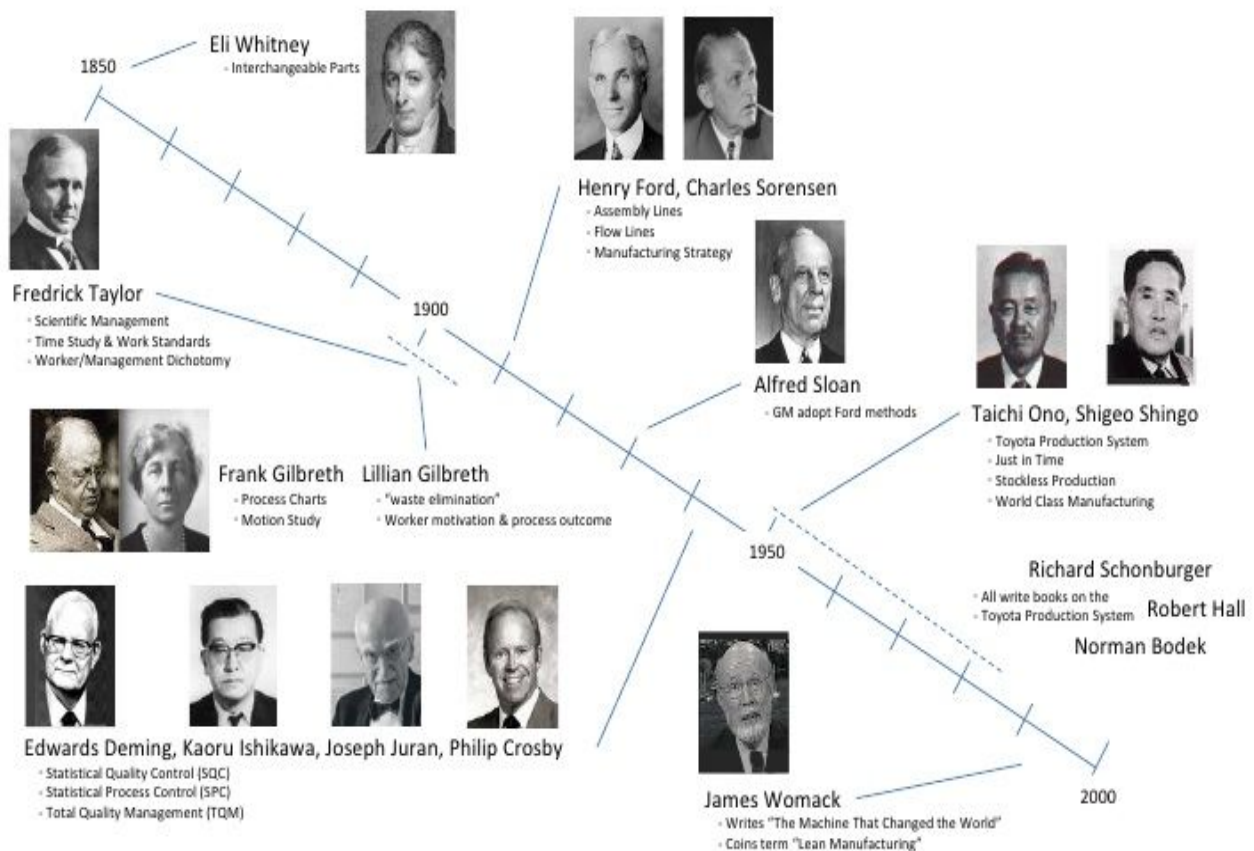 Eli Whitney
◦ Interchangeable Parts
1850
Henry Ford, Charles Sorensen
◦ Assembly Lines
◦ Flow Lines
◦ Manufacturing Strategy
Fredrick Taylor
◦ Scientific Management
◦ Time Study & Work Standards
◦ Worker/Management Dichotomy
1900
Alfred Sloan
◦ GM adopt Ford methods
Taichi Ono, Shigeo Shingo
◦ Toyota Production System
◦ Just in Time
◦ Stockless Production
◦ World Class Manufacturing
Frank Gilbreth
◦ Process Charts
◦ Motion Study
Lillian Gilbreth
◦ "waste elimination"
◦ Worker motivation & process outcome
1950
Richard Schonburger
◦ All write books on the
◦ Toyota Production System
Robert Hall
Norman Bodek
Edwards Deming, Kaoru Ishikawa, Joseph Juran, Philip Crosby
◦ Statistical Quality Control (SQC)
◦ Statistical Process Control (SPC)
◦ Total Quality Management (TQM)
James Womack
◦ Writes "The Machine That Changed the World"
◦ Coins term "Lean Manufacturing"
2000